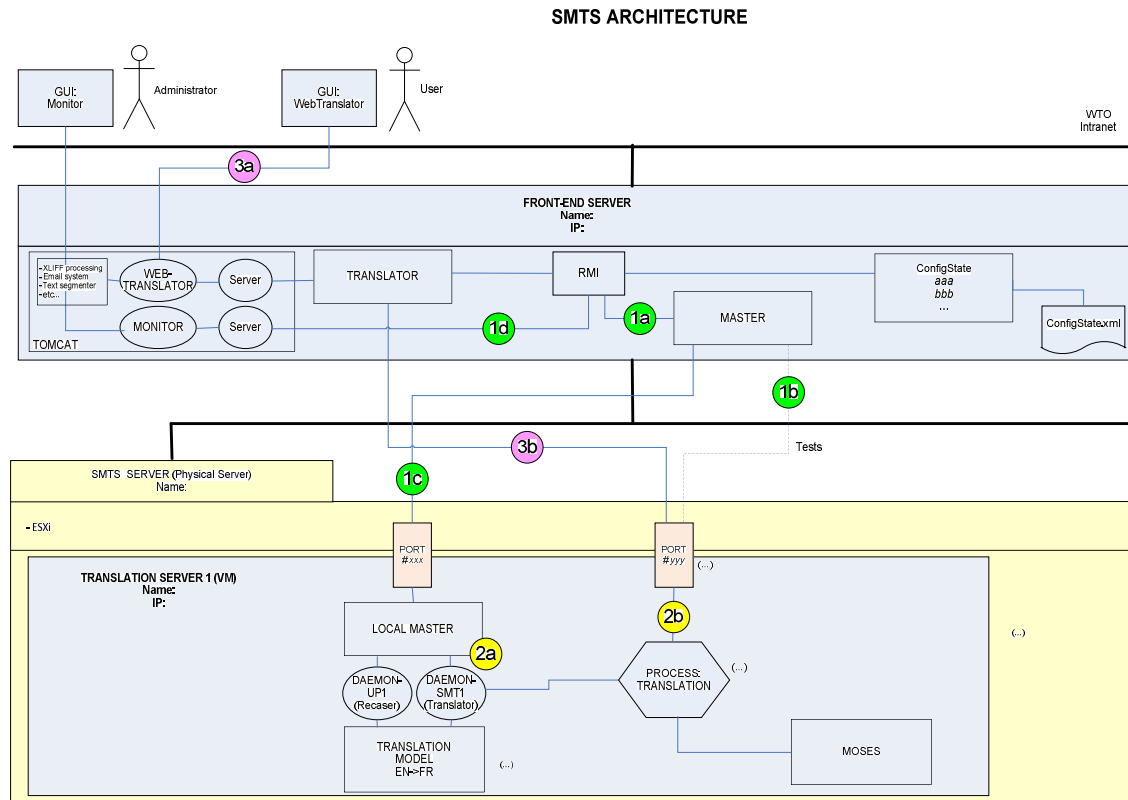 SMTS ARCHITECTURE
GUI:
Monitor
Administrator
GUI:
WebTranslator
User
WTO
Intranet
3a
FRONT-END SERVER
Name:
IP:
-XLIFF processing
-Email system
-Text segmenter
-etc...
WEB-
TRANSLATOR
Server
TRANSLATOR
RMI
ConfigState
aaa
bbb
...
MONITOR
Server
1d
1a
MASTER
ConfigState.xml
TOMCAT
1b
3b
Tests
SMTS SERVER (Physical Server)
Name:
1c
- ESXi
PORT
#xxx
PORT
#yyy
(...)
TRANSLATION SERVER 1 (VM)
Name:
IP:
LOCAL MASTER
2b
2a
(...)
DAEMON-
UP1
(Recaser)
DAEMON-
SMT1
(Translator)
PROCESS:
TRANSLATION
(...)
TRANSLATION
MODEL
EN->FR
(...)
MOSES